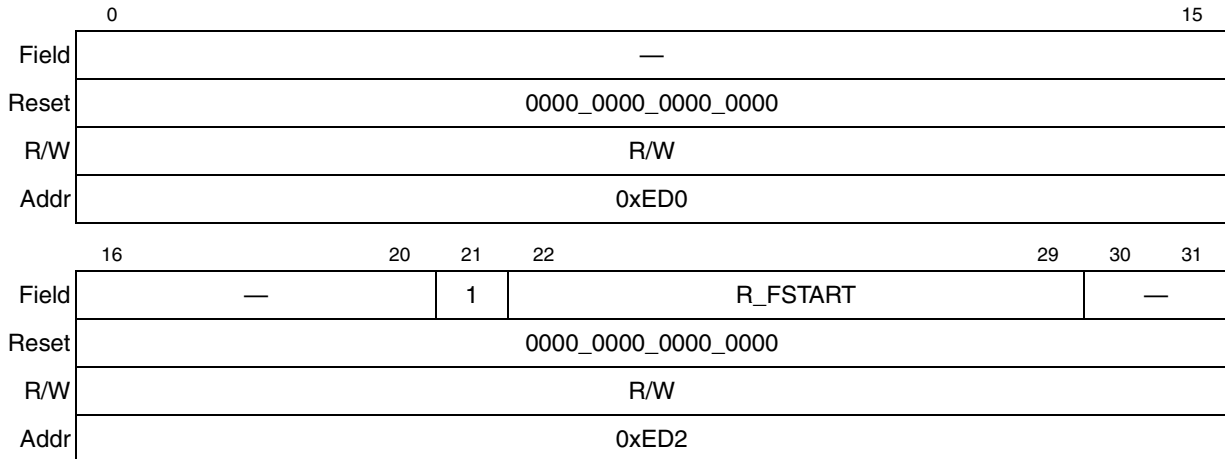 0 15
Field —
Reset 0000_0000_0000_0000
R/W R/W
Addr 0xED0
16 20 21 22 29 30 31
Field — 1 R_FSTART —
Reset 0000_0000_0000_0000
R/W R/W
Addr 0xED2